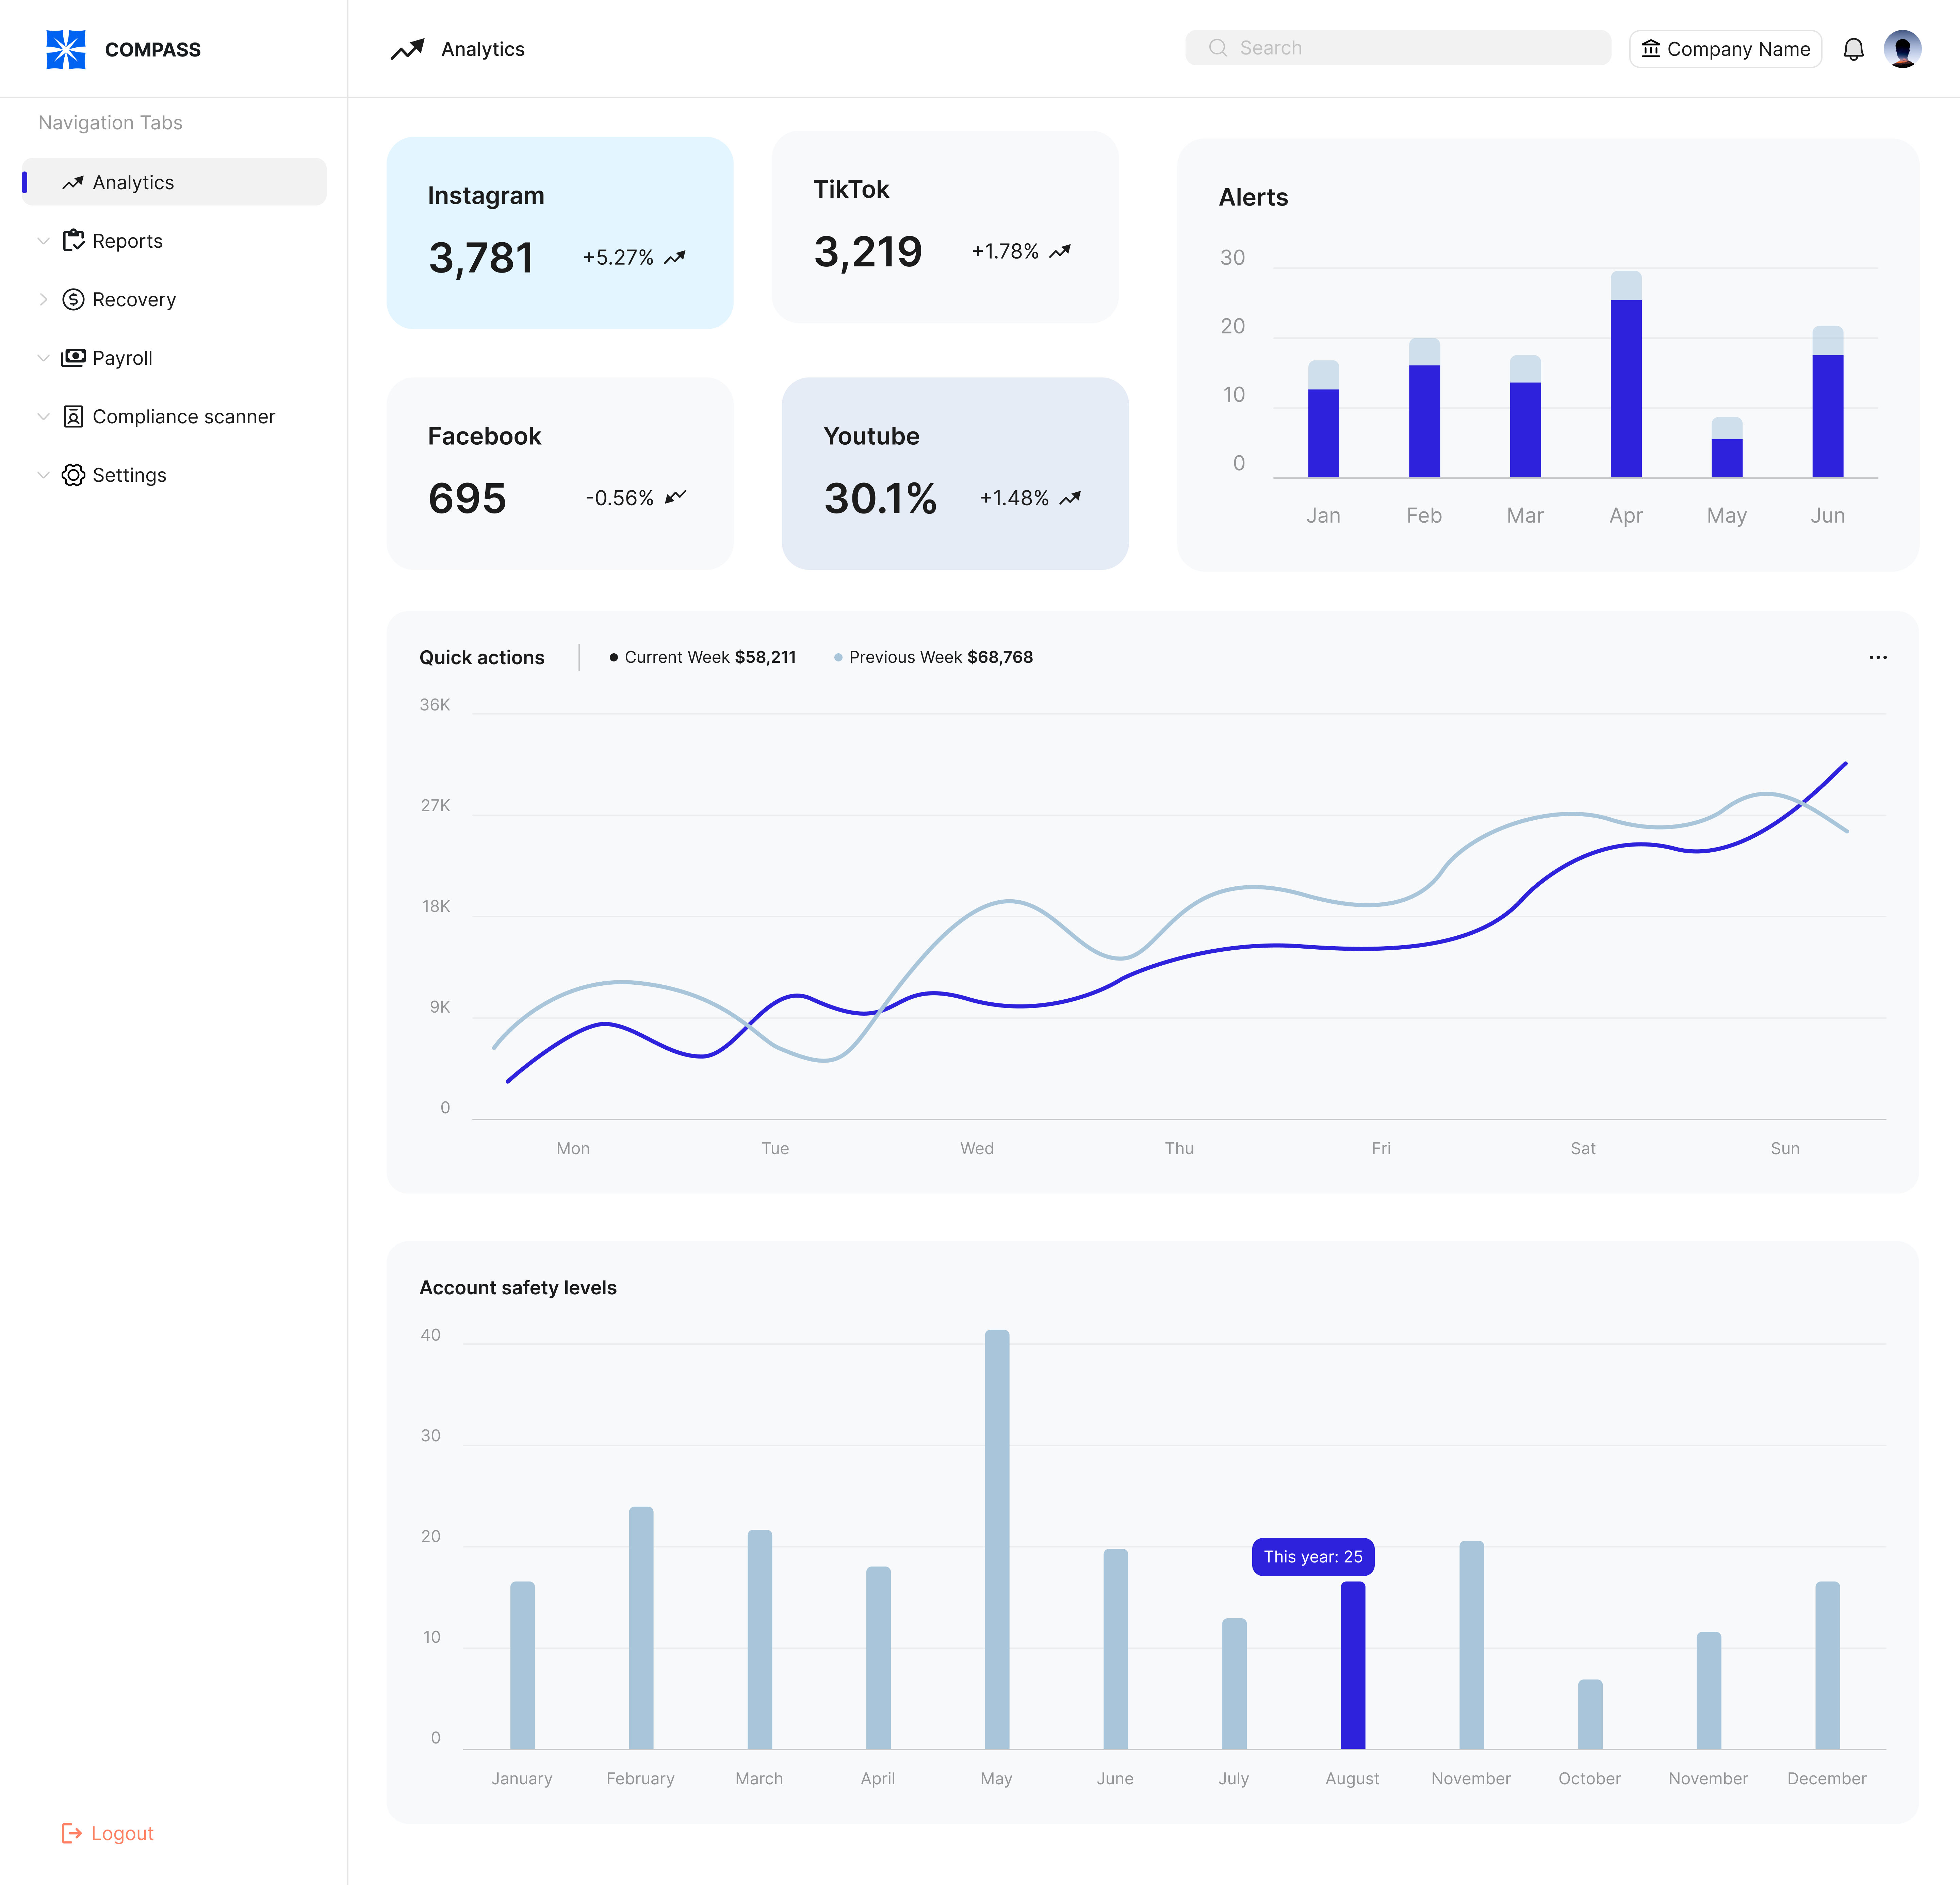 COMPASS
Analytics
Search
Company Name
Navigation Tabs
Analytics
Reports
Recovery
Payroll
Compliance scanner
Settings
Logout
Instagram
3,781 +5.27%
TikTok
3,219 +1.78%
Facebook
695 -0.56%
Youtube
30.1% +1.48%
Alerts
30
20
10
0
Jan Feb Mar Apr May Jun
Quick actions Current Week $58,211 Previous Week $68,768
36K
27K
18K
9K
0
Mon Tue Wed Thu Fri Sat Sun
Account safety levels
40
30
20
This year: 25
10
0
January February March April May June July August November October November December